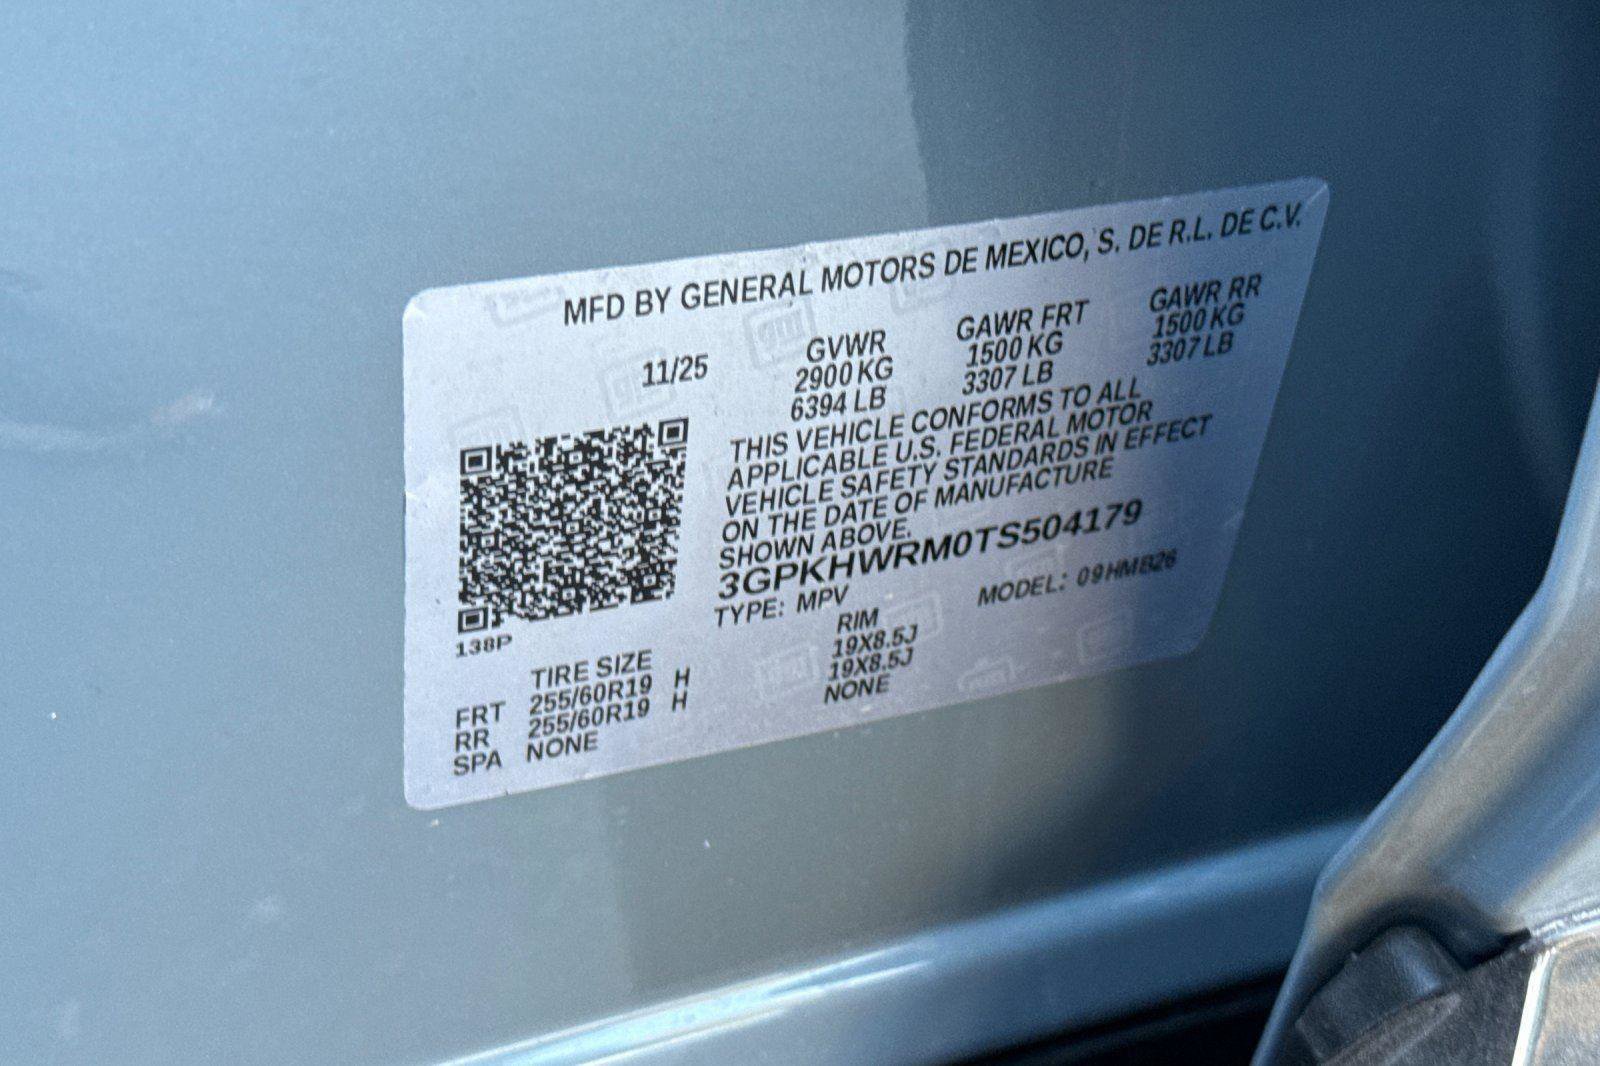 MFD BY GENERAL MOTORS DE MEXICO, S. DE R.L. DE C.V.
11/25 GVWR GAWR FRT GAWR RR
2900 KG 1500 KG 1500 KG
6394 LB 3307 LB 3307 LB
THIS VEHICLE CONFORMS TO ALL
APPLICABLE U.S. FEDERAL MOTOR
VEHICLE SAFETY STANDARDS IN EFFECT
ON THE DATE OF MANUFACTURE
SHOWN ABOVE.
3GPKHWRM0TS504179
TYPE: MPV MODEL: 09HMB26
138P
TIRE SIZE RIM
FRT 255/60R19 H 19X8.5J
RR 255/60R19 H 19X8.5J
SPA NONE NONE